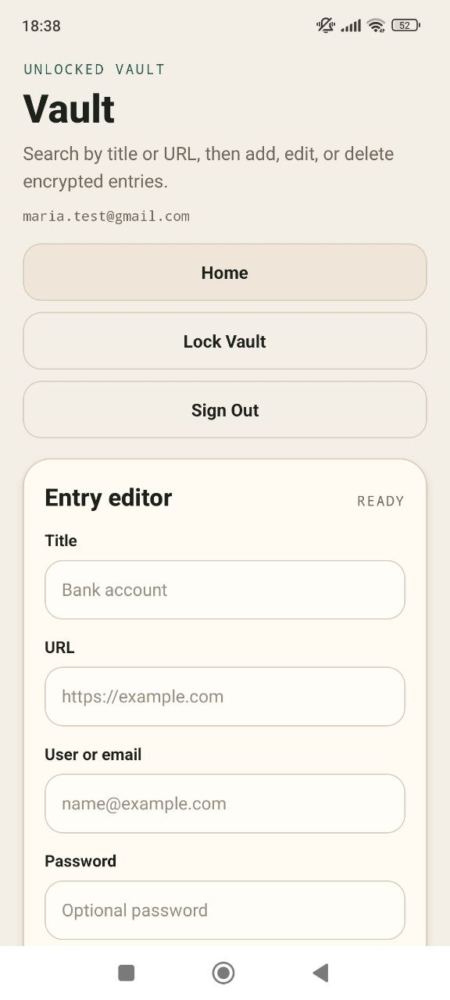 18:38
52
UNLOCKED VAULT
Vault
Search by title or URL, then add, edit, or delete
encrypted entries.
maria.test@gmail.com
Home
Lock Vault
Sign Out
Entry editor
READY
Title
Bank account
URL
https://example.com
User or email
name@example.com
Password
Optional password